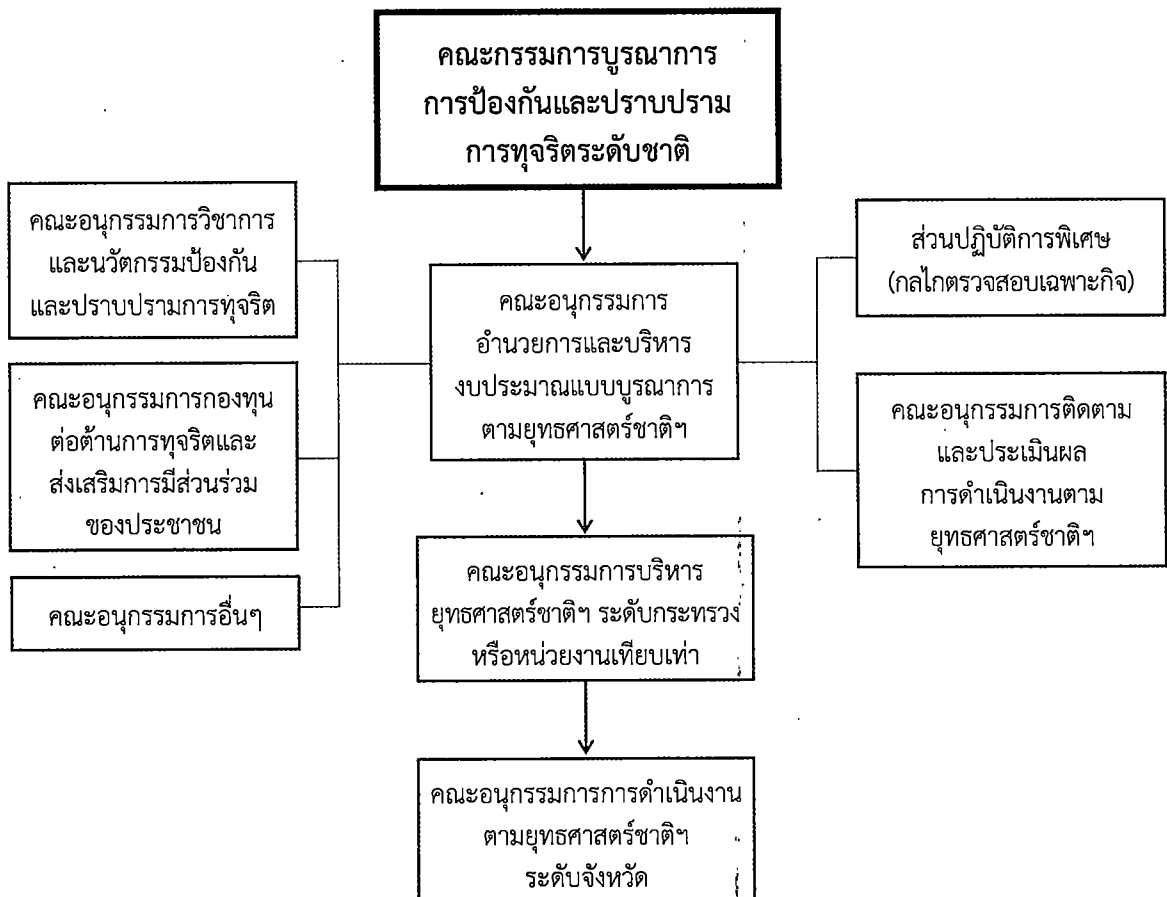 คณะกรรมการบูรณาการ
การป้องกันและปราบปราม
การทุจริตระดับชาติ
คณะอนุกรรมการวิชาการ
และนวัตกรรมป้องกัน
และปราบปรามการทุจริต
คณะอนุกรรมการกองทุน
ต่อต้านการทุจริตและ
ส่งเสริมการมีส่วนร่วม
ของประชาชน
คณะอนุกรรมการอื่นๆ
คณะอนุกรรมการ
อำนวยการและบริหาร
งบประมาณแบบบูรณาการ
ตามยุทธศาสตร์ชาติฯ
ส่วนปฏิบัติการพิเศษ
(กลไกตรวจสอบเฉพาะกิจ)
คณะอนุกรรมการติดตาม
และประเมินผล
การดำเนินงานตาม
ยุทธศาสตร์ชาติฯ
คณะอนุกรรมการบริหาร
ยุทธศาสตร์ชาติฯ ระดับกระทรวง
หรือหน่วยงานเทียบเท่า
คณะอนุกรรมการการดำเนินงาน
ตามยุทธศาสตร์ชาติฯ
ระดับจังหวัด